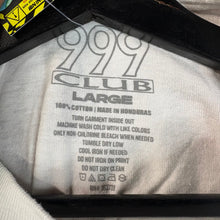 999
CLUB
LARGE
100% COTTON | MADE IN HONDURAS
TURN GARMENT INSIDE OUT
MACHINE WASH COLD WITH LIKE COLORS
ONLY NON-CHLORINE BLEACH WHEN NEEDED
TUMBLE DRY LOW
COOL IRON IF NEEDED
DO NOT IRON ON PRINT
DO NOT DRY CLEAN